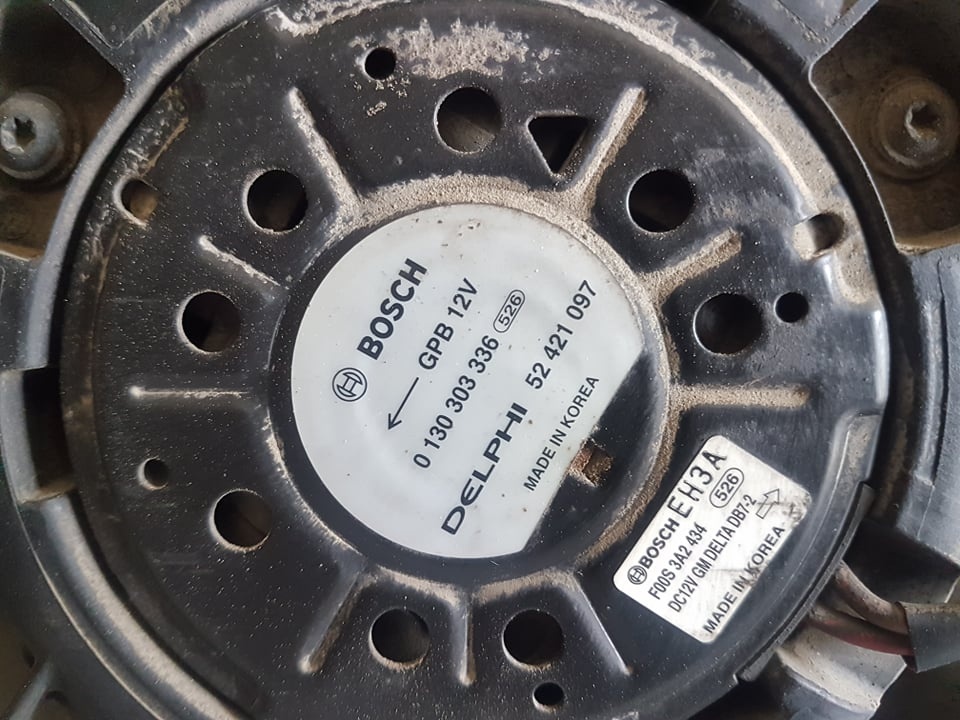 BOSCH
GPB 12V
0 130 303 336 526
DELPHI 52 421 097
MADE IN KOREA
BOSCH EH3A
F00S 3A2 434 526
DC12V GM DELTA DB7-2
MADE IN KOREA